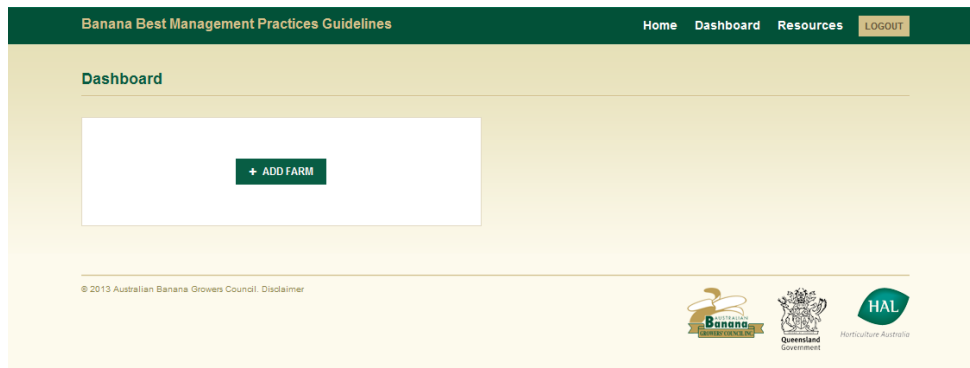 Banana Best Management Practices Guidelines
Home Dashboard Resources LOGOUT
Dashboard
+ ADD FARM
© 2013 Australian Banana Growers Council. Disclaimer
AUSTRALIAN
Banana
GROWERS' COUNCIL INC
Queensland
Government
HAL
Horticulture Australia